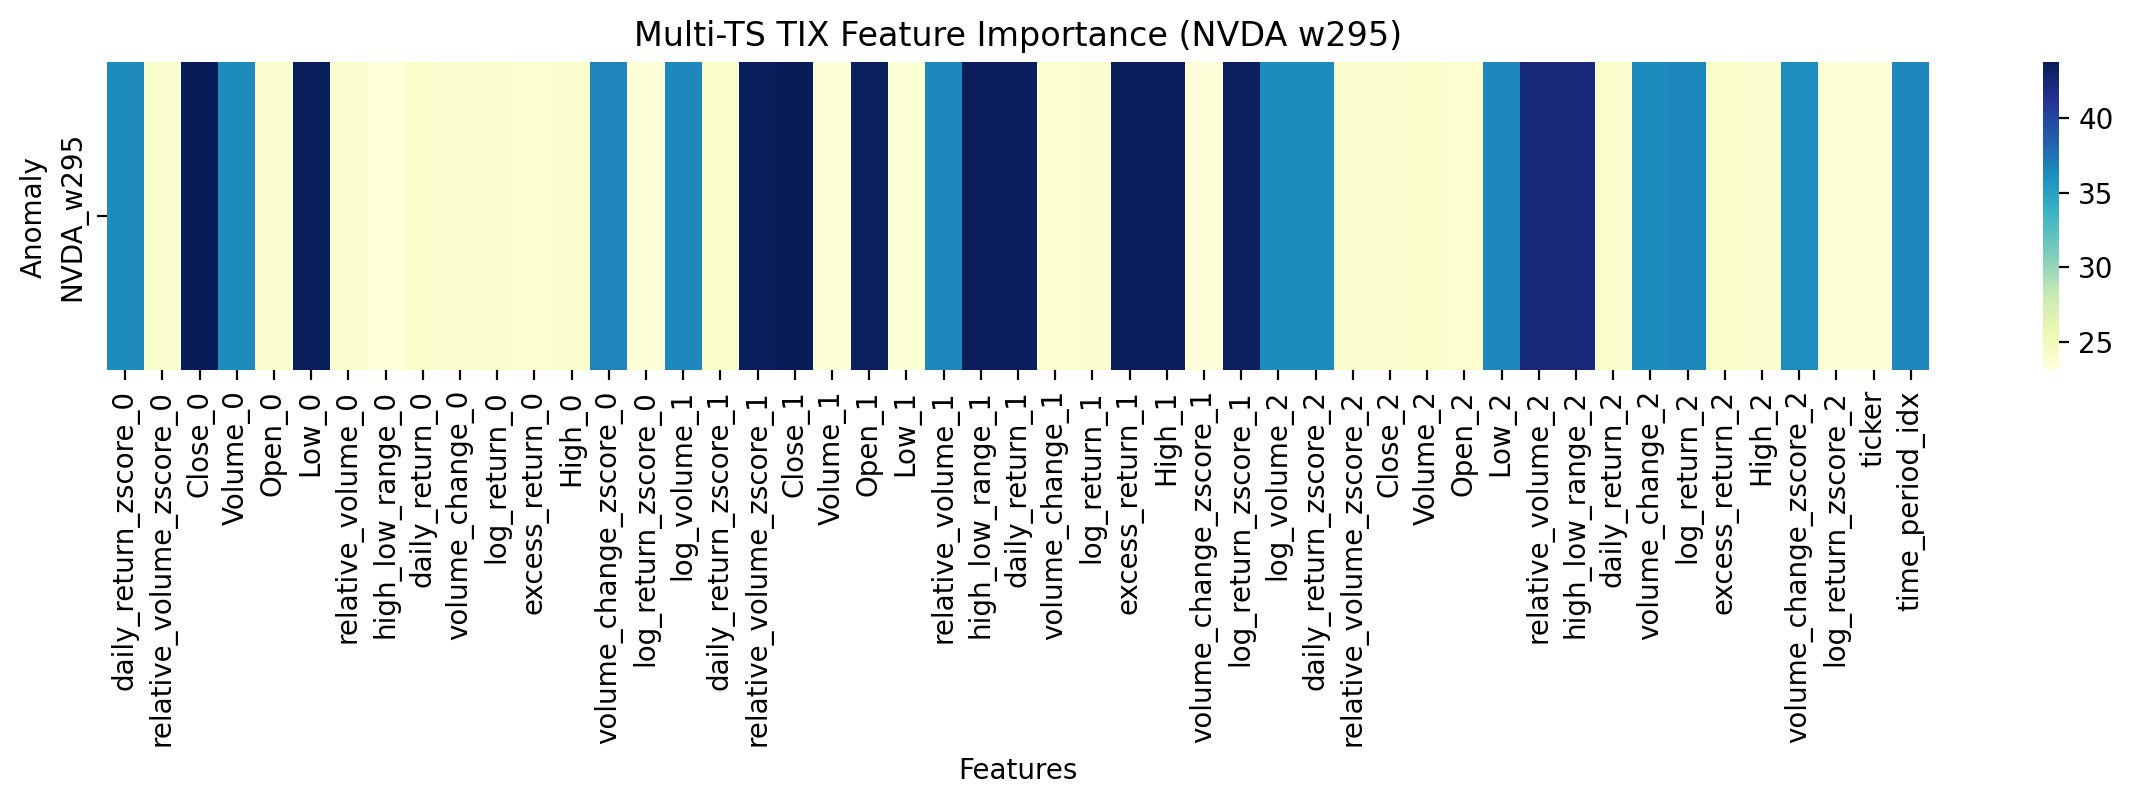 Multi-TS TIX Feature Importance (NVDA w295)
Anomaly
NVDA_w295
40
35
30
25
daily_return_zscore_0
relative_volume_zscore_0
Close_0
Volume_0
Open_0
Low_0
relative_volume_0
high_low_range_0
daily_return_0
volume_change_0
log_return_0
excess_return_0
High_0
volume_change_zscore_0
log_return_zscore_0
log_volume_1
daily_return_zscore_1
relative_volume_zscore_1
Close_1
Volume_1
Open_1
Low_1
relative_volume_1
high_low_range_1
daily_return_1
volume_change_1
log_return_1
excess_return_1
High_1
volume_change_zscore_1
log_return_zscore_1
log_volume_2
daily_return_zscore_2
relative_volume_zscore_2
Close_2
Volume_2
Open_2
Low_2
relative_volume_2
high_low_range_2
daily_return_2
volume_change_2
log_return_2
excess_return_2
High_2
volume_change_zscore_2
log_return_zscore_2
ticker
time_period_idx
Features